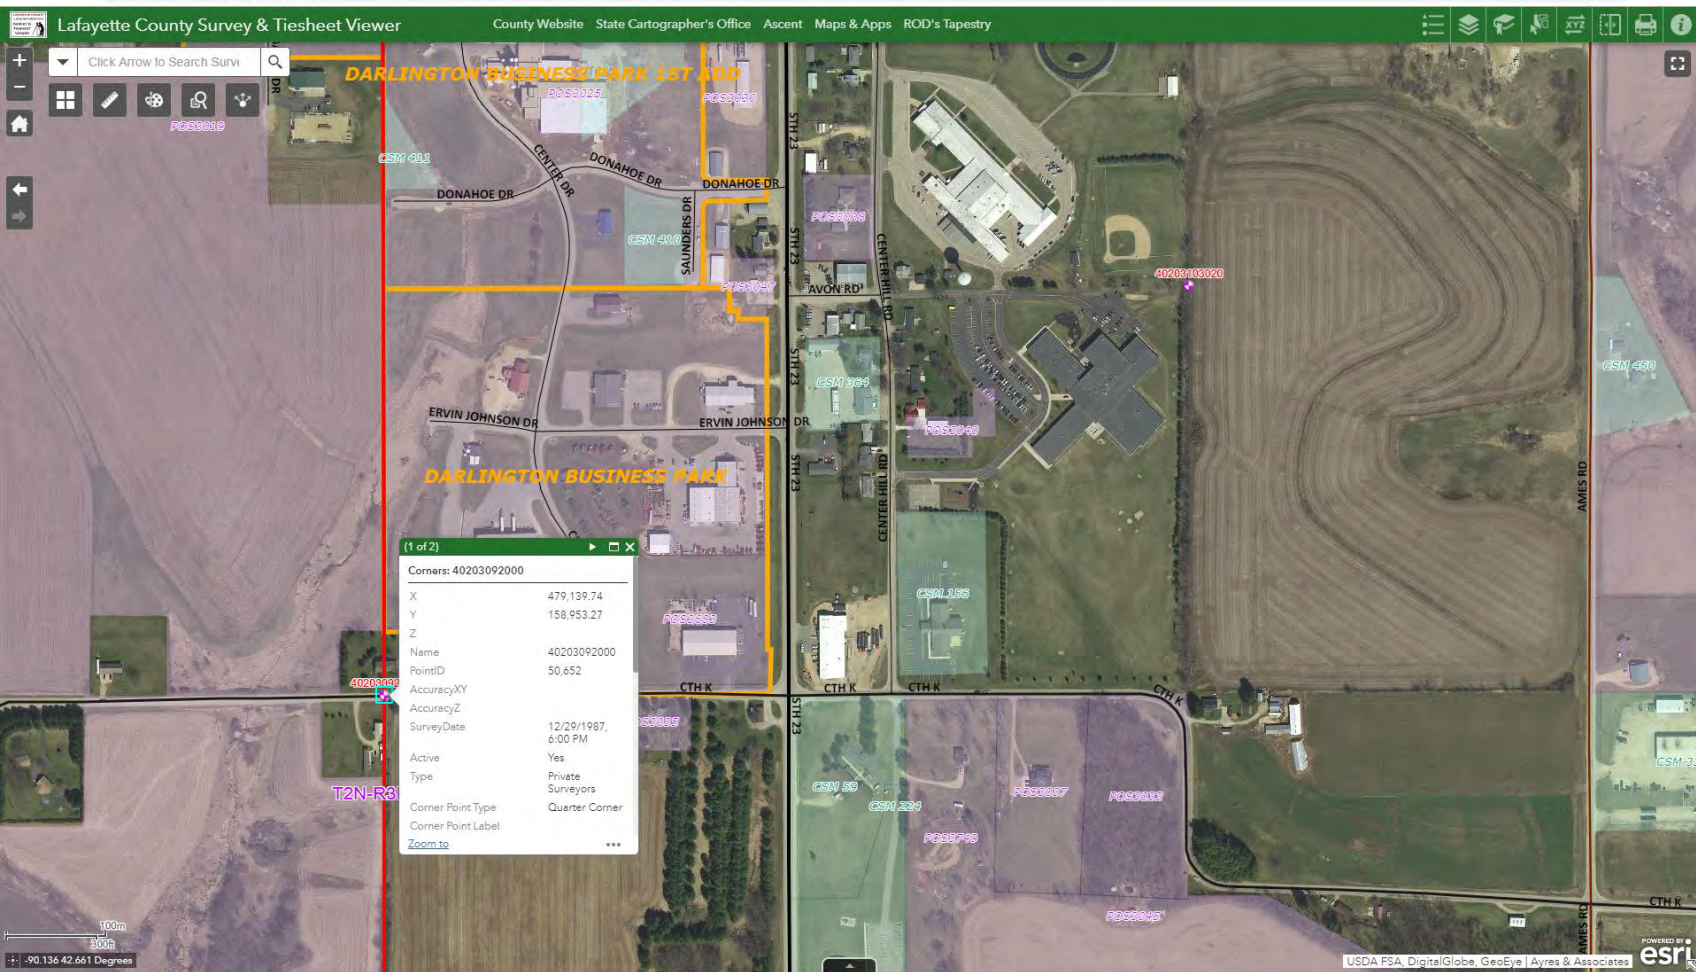 Lafayette County Survey & Tiesheet Viewer
County Website
State Cartographer's Office
Ascent
Maps & Apps
ROD's Tapestry
Click Arrow to Search Surv
DARLINGTON BUSINESS PARK 1ST ADD
POS3025
POS3030
POS3019
CSM 411
STH 23
CENTER DR
DONAHOE DR
DONAHOE DR
DONAHOE DR
SAUNDERS DR
CSM 410
POS3038
STH 23
CENTER HILL RD
40203103020
POS3047
AVON RD
STH 23
CSM 364
CSM 450
ERVIN JOHNSON DR
ERVIN JOHNSON DR
POS3040
DARLINGTON BUSINESS PARK
STH 23
CENTER HILL RD
AMES RD
(1 of 2)
Corners: 40203092000
X 479,139.74
Y 158,953.27
Z
Name 40203092000
PointID 50,652
AccuracyXY
AccuracyZ
SurveyDate 12/29/1987,
6:00 PM
Active Yes
Type Private
Surveyors
Corner Point Type Quarter Corner
Corner Point Label
Zoom to
CSM 156
40203092
CTH K
CTH K
CTH K
CTH K
STH 23
T2N-R3
CSM 59
CSM 224
POS3037
POS3749
POS3045
CTH K
AMES RD
100m
300ft
-90.136 42.661 Degrees
USDA FSA, DigitalGlobe, GeoEye | Ayres & Associates
POWERED BY
esri